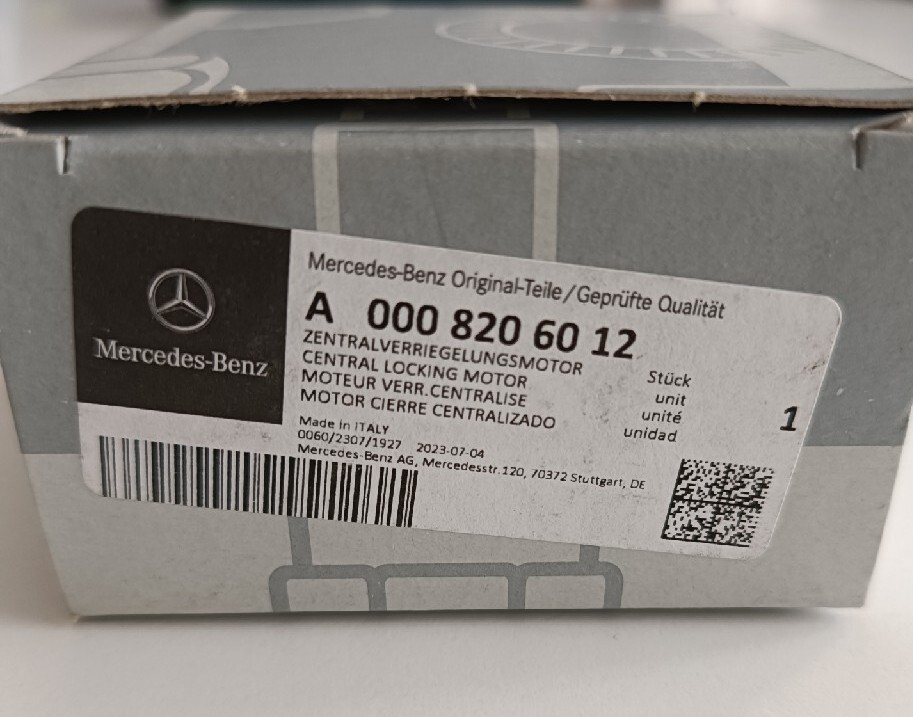 Mercedes-Benz
Mercedes-Benz Original-Teile/Geprüfte Qualität
A 000 820 60 12
ZENTRALVERRIEGELUNGSMOTOR
CENTRAL LOCKING MOTOR
MOTEUR VERR.CENTRALISE
MOTOR CIERRE CENTRALIZADO
Stück
unit
unité
unidad
1
Made in ITALY
0060/2307/1927 2023-07-04
Mercedes-Benz AG, Mercedesstr.120, 70372 Stuttgart, DE